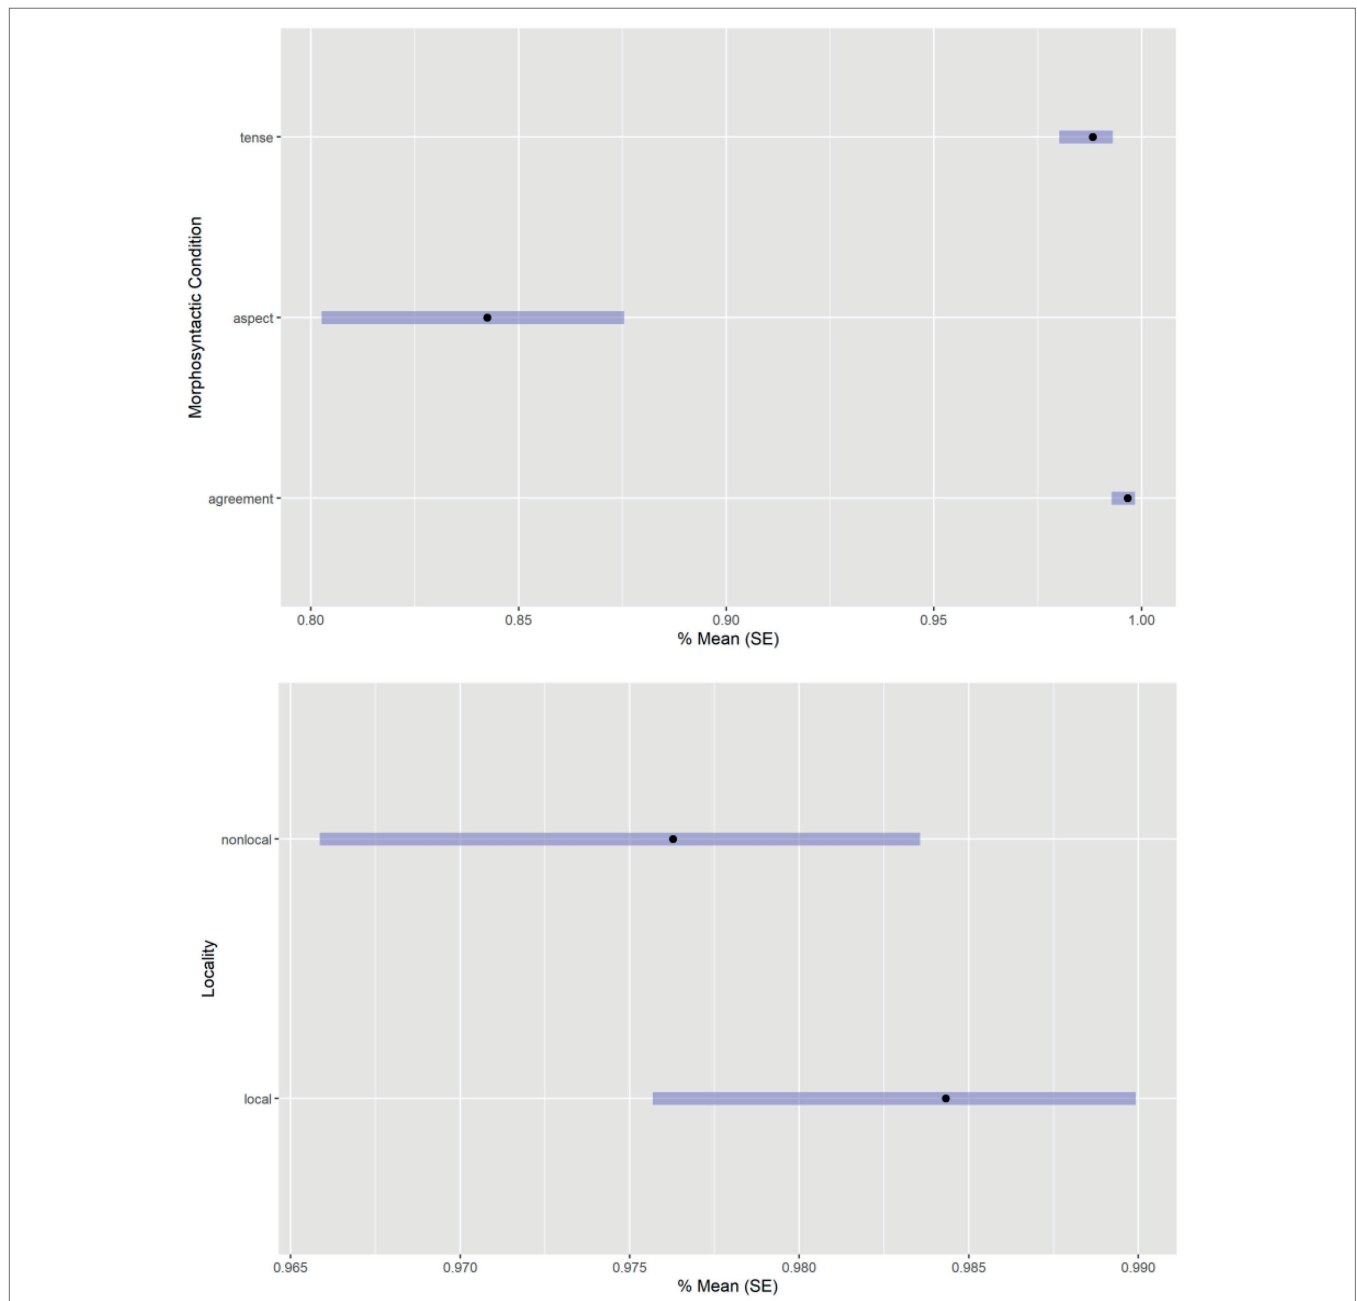 Morphosyntactic Condition
tense
aspect
agreement
0.80 0.85 0.90 0.95 1.00
% Mean (SE)
Locality
nonlocal
local
0.965 0.970 0.975 0.980 0.985 0.990
% Mean (SE)